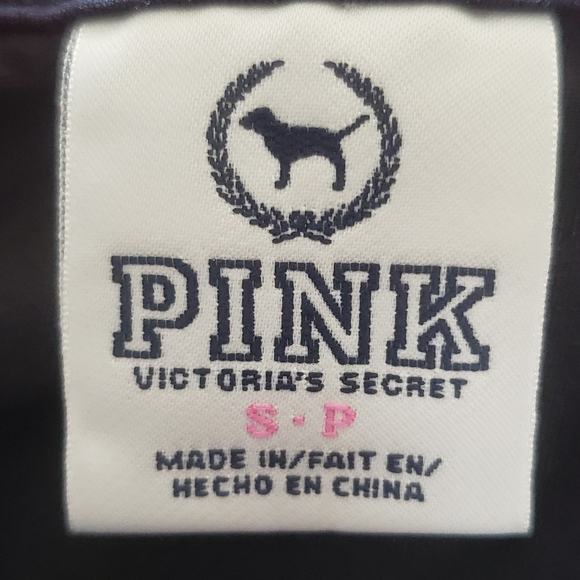 PINK
VICTORIA'S SECRET
S · P
MADE IN/FAIT EN/
HECHO EN CHINA